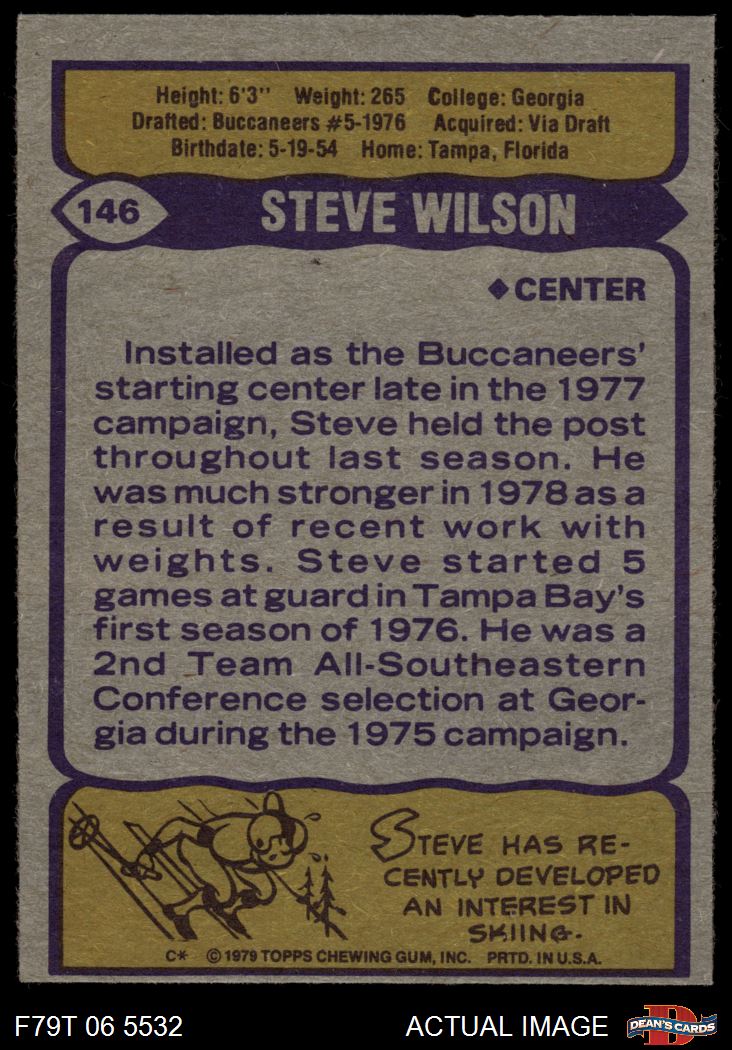 Height: 6'3" Weight: 265 College: Georgia
Drafted: Buccaneers #5-1976 Acquired: Via Draft
Birthdate: 5-19-54 Home: Tampa, Florida
146 STEVE WILSON
◆CENTER
Installed as the Buccaneers'
starting center late in the 1977
campaign, Steve held the post
throughout last season. He
was much stronger in 1978 as a
result of recent work with
weights. Steve started 5
games at guard in Tampa Bay's
first season of 1976. He was a
2nd Team All-Southeastern
Conference selection at Geor-
gia during the 1975 campaign.
STEVE HAS RE-
CENTLY DEVELOPED
AN INTEREST IN
SKIING.
C* © 1979 TOPPS CHEWING GUM, INC. PRTD. IN U.S.A.
F79T 06 5532 ACTUAL IMAGE D DEAN'S CARDS